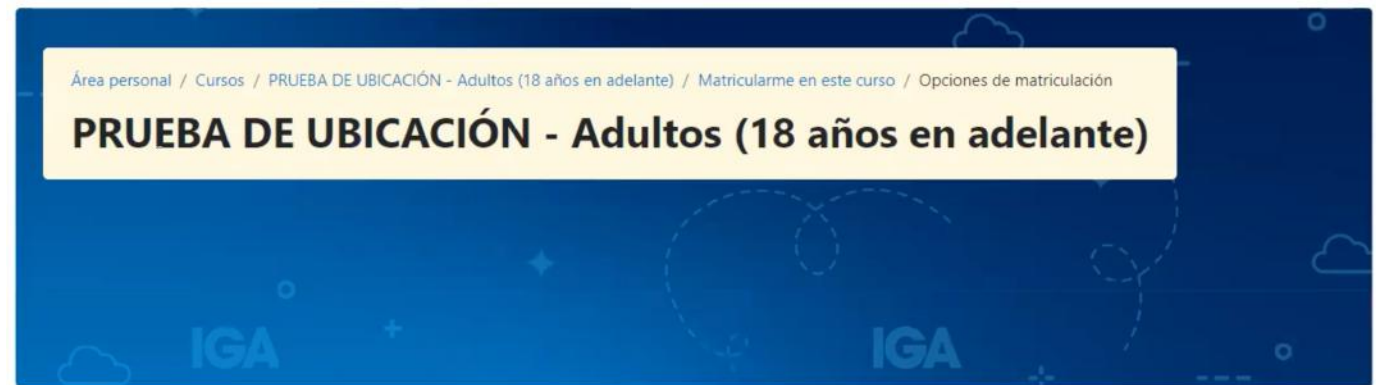 Área personal / Cursos / PRUEBA DE UBICACIÓN - Adultos (18 años en adelante) / Matricularme en este curso / Opciones de matriculación
PRUEBA DE UBICACIÓN - Adultos (18 años en adelante)
IGA IGA